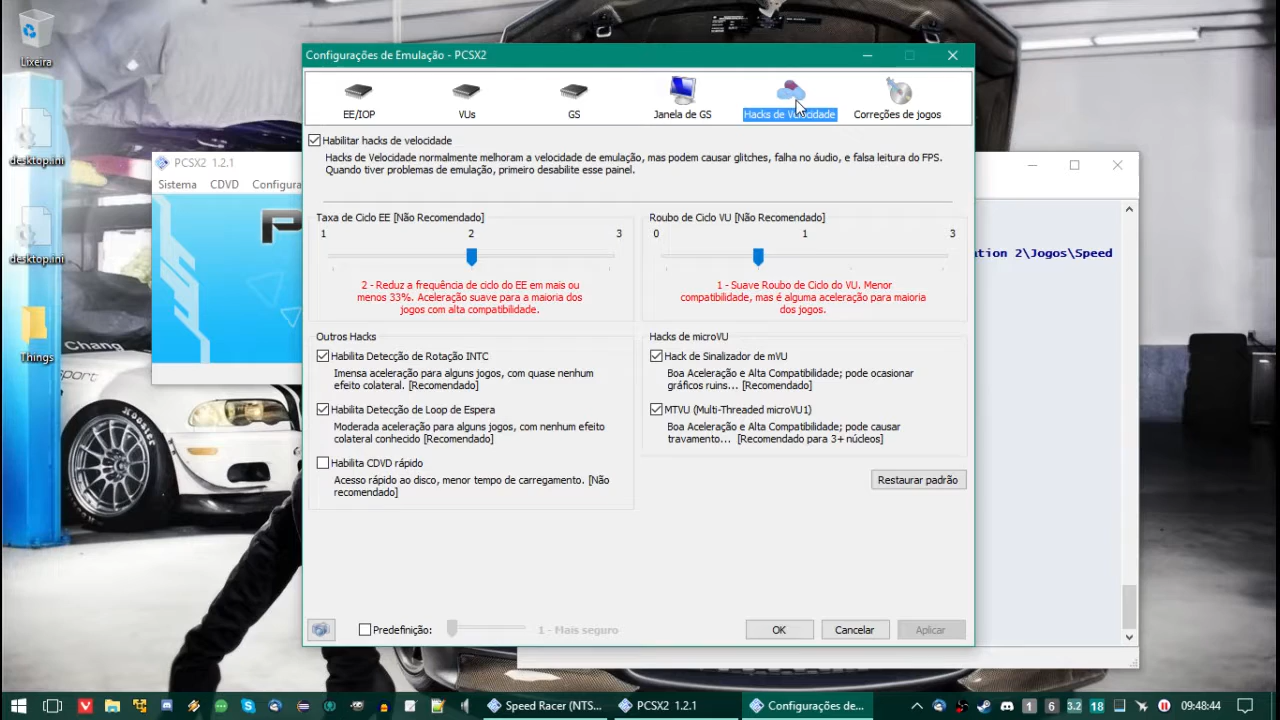 Lixeira
desktop.ini
desktop.ini
Things
PCSX2 1.2.1
Sistema CDVD Configura
P
Chang
port
Hoosier
ation 2\Jogos\Speed
Configurações de Emulação - PCSX2
EE/IOP VUs GS Janela de GS Hacks de Velocidade Correções de jogos
Habilitar hacks de velocidade
Hacks de Velocidade normalmente melhoram a velocidade de emulação, mas podem causar glitches, falha no áudio, e falsa leitura do FPS.
Quando tiver problemas de emulação, primeiro desabilite esse painel.
Taxa de Ciclo EE [Não Recomendado]
1 2 3
2 - Reduz a frequência de ciclo do EE em mais ou
menos 33%. Aceleração suave para a maioria dos
jogos com alta compatibilidade.
Roubo de Ciclo VU [Não Recomendado]
0 1 3
1 - Suave Roubo de Ciclo do VU. Menor
compatibilidade, mas é alguma aceleração para maioria
dos jogos.
Outros Hacks
Habilita Detecção de Rotação INTC
Imensa aceleração para alguns jogos, com quase nenhum
efeito colateral. [Recomendado]
Habilita Detecção de Loop de Espera
Moderada aceleração para alguns jogos, com nenhum efeito
colateral conhecido [Recomendado]
Habilita CDVD rápido
Acesso rápido ao disco, menor tempo de carregamento. [Não
recomendado]
Hacks de microVU
Hack de Sinalizador de mVU
Boa Aceleração e Alta Compatibilidade; pode ocasionar
gráficos ruins... [Recomendado]
MTVU (Multi-Threaded microVU1)
Boa Aceleração e Alta Compatibilidade; pode causar
travamento... [Recomendado para 3+ núcleos]
Restaurar padrão
Predefinição: 1 - Mais seguro
OK Cancelar Aplicar
Speed Racer (NTS... PCSX2 1.2.1 Configurações de... 1 6 3.2 18 09:48:44